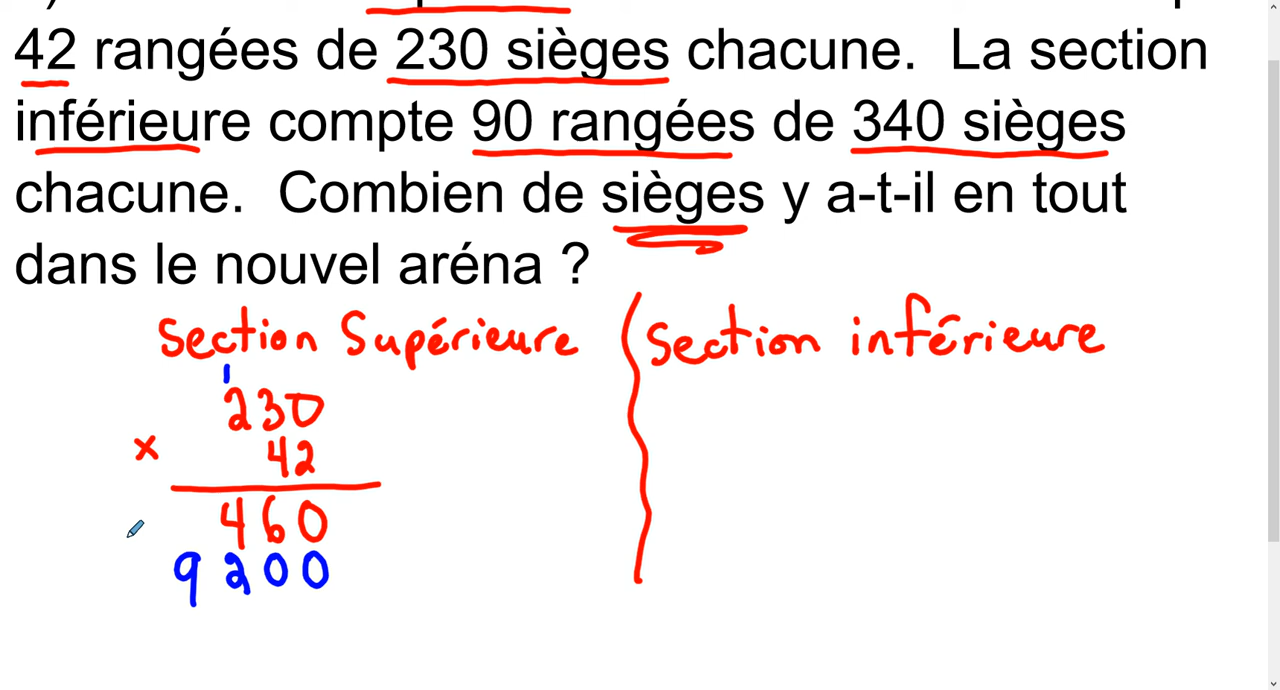 42 rangées de 230 sièges chacune. La section
inférieure compte 90 rangées de 340 sièges
chacune. Combien de sièges y a-t-il en tout
dans le nouvel aréna ?
Section Supérieure
Section inférieure
1
230
x 42
460
9200